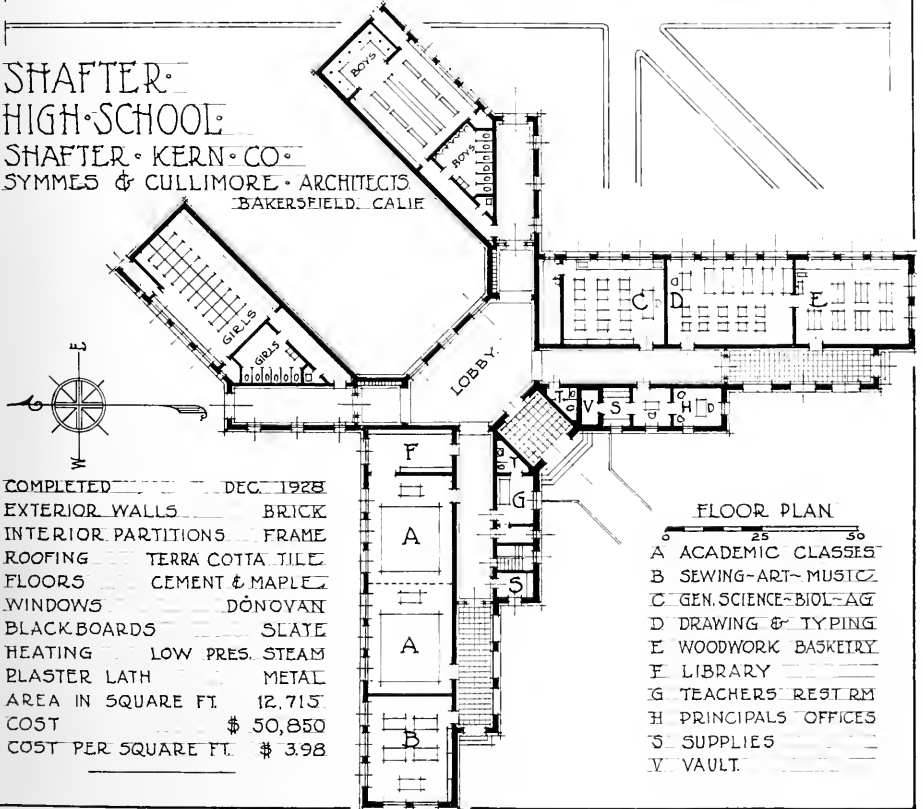 SHAFTER·
HIGH·SCHOOL·
SHAFTER·KERN·CO·
SYMMES & CULLIMORE·ARCHITECTS.
BAKERSFIELD. CALIF
BOYS
BOYS
GIRLS
GIRLS
LOBBY.
C
D
E
T
V
S
H
F
T
G
A
S
A
B
E
W
COMPLETED DEC. 1928
EXTERIOR WALLS BRICK
INTERIOR PARTITIONS FRAME
ROOFING TERRA COTTA TILE
FLOORS CEMENT & MAPLE
WINDOWS DONOVAN
BLACKBOARDS SLATE
HEATING LOW PRES. STEAM
PLASTER LATH METAL
AREA IN SQUARE FT. 12,715
COST $ 50,850
COST PER SQUARE FT. $ 3.98
FLOOR PLAN
0 25 50
A ACADEMIC CLASSES
B SEWING-ART-MUSIC
C GEN. SCIENCE-BIOL-AG
D DRAWING & TYPING
E WOODWORK BASKETRY
F LIBRARY
G TEACHERS REST RM
H PRINCIPALS OFFICES
S SUPPLIES
V VAULT.